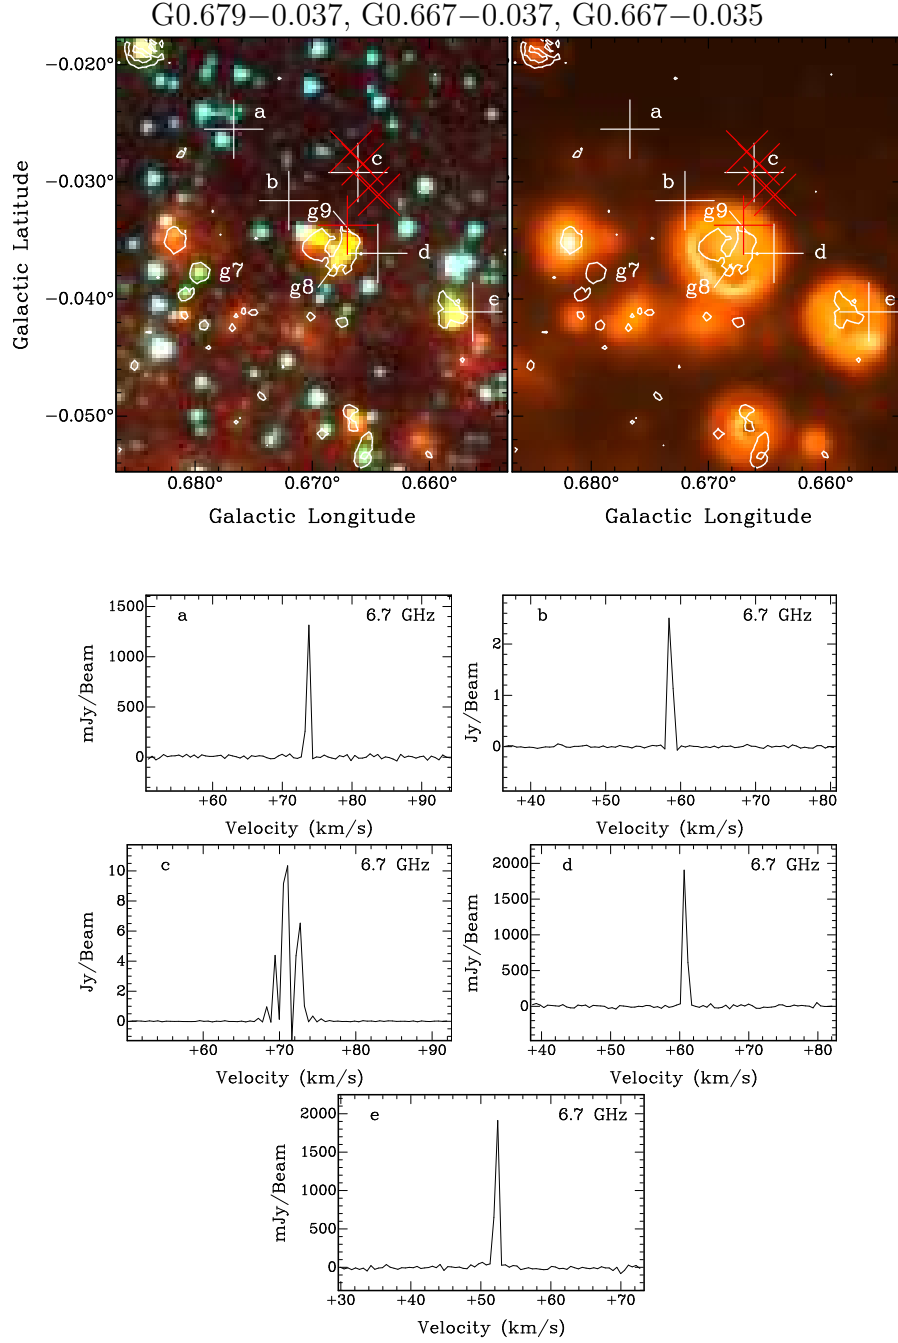 G0.679−0.037, G0.667−0.037, G0.667−0.035
−0.020°
−0.030°
−0.040°
−0.050°
Galactic Latitude
a
b
c
g9
d
g7
g8
e
a
b
c
g9
d
g7
g8
e
0.680° 0.670° 0.660°
0.680° 0.670° 0.660°
Galactic Longitude
Galactic Longitude
a 6.7 GHz
1500
1000
500
0
mJy/Beam
+60 +70 +80 +90
Velocity (km/s)
b 6.7 GHz
2
1
0
Jy/Beam
+40 +50 +60 +70 +80
Velocity (km/s)
c 6.7 GHz
10
8
6
4
2
0
Jy/Beam
+60 +70 +80 +90
Velocity (km/s)
d 6.7 GHz
2000
1500
1000
500
0
mJy/Beam
+40 +50 +60 +70 +80
Velocity (km/s)
e 6.7 GHz
2000
1500
1000
500
0
mJy/Beam
+30 +40 +50 +60 +70
Velocity (km/s)